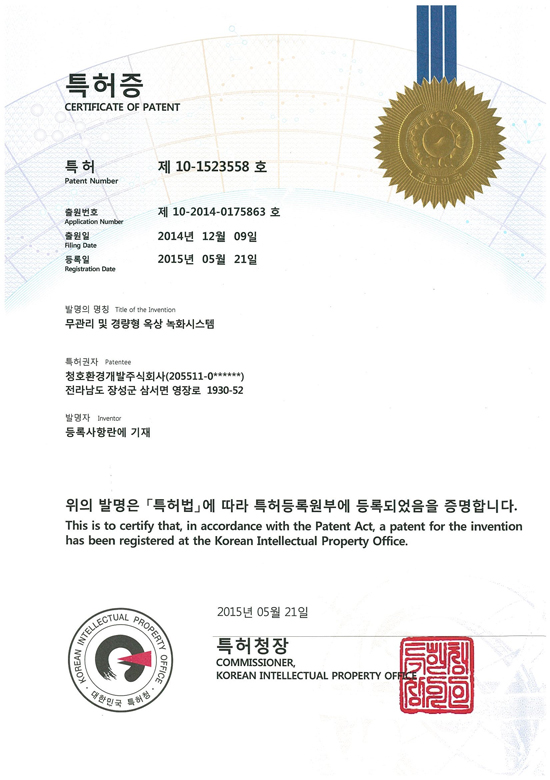 특허증
CERTIFICATE OF PATENT
특 허 제 10-1523558 호
Patent Number
출원번호 제 10-2014-0175863 호
Application Number
출원일 2014년 12월 09일
Filing Date
등록일 2015년 05월 21일
Registration Date
발명의 명칭 Title of the Invention
무관리 및 경량형 옥상 녹화시스템
특허권자 Patentee
청호환경개발주식회사(205511-0******)
전라남도 장성군 삼서면 영장로 1930-52
발명자 Inventor
등록사항란에 기재
위의 발명은 「특허법」에 따라 특허등록원부에 등록되었음을 증명합니다.
This is to certify that, in accordance with the Patent Act, a patent for the invention
has been registered at the Korean Intellectual Property Office.
2015년 05월 21일
특허청장
COMMISSIONER,
KOREAN INTELLECTUAL PROPERTY OFFICE
KOREAN INTELLECTUAL PROPERTY OFFICE
· 대한민국 특허청 ·